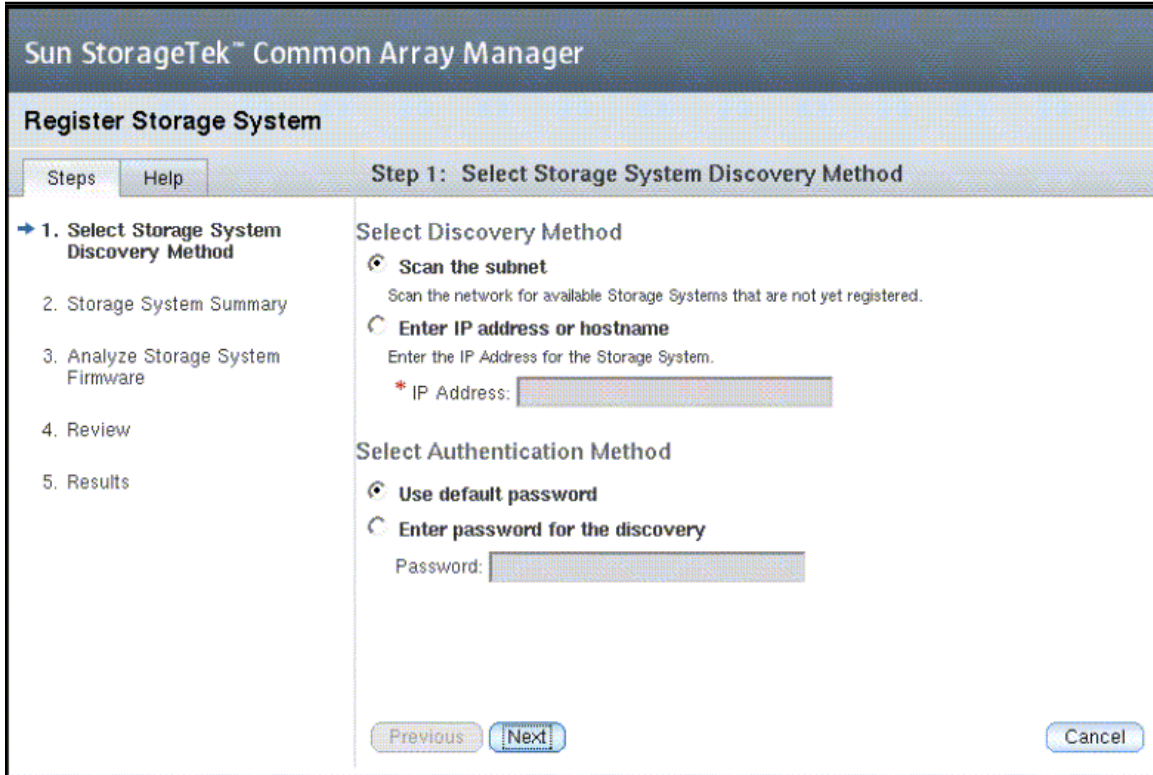 Sun StorageTek™ Common Array Manager
Register Storage System
Steps
Help
Step 1: Select Storage System Discovery Method
1. Select Storage System
Discovery Method
2. Storage System Summary
3. Analyze Storage System
Firmware
4. Review
5. Results
Select Discovery Method
Scan the subnet
Scan the network for available Storage Systems that are not yet registered.
Enter IP address or hostname
Enter the IP Address for the Storage System.
* IP Address:
Select Authentication Method
Use default password
Enter password for the discovery
Password:
Previous
Next
Cancel